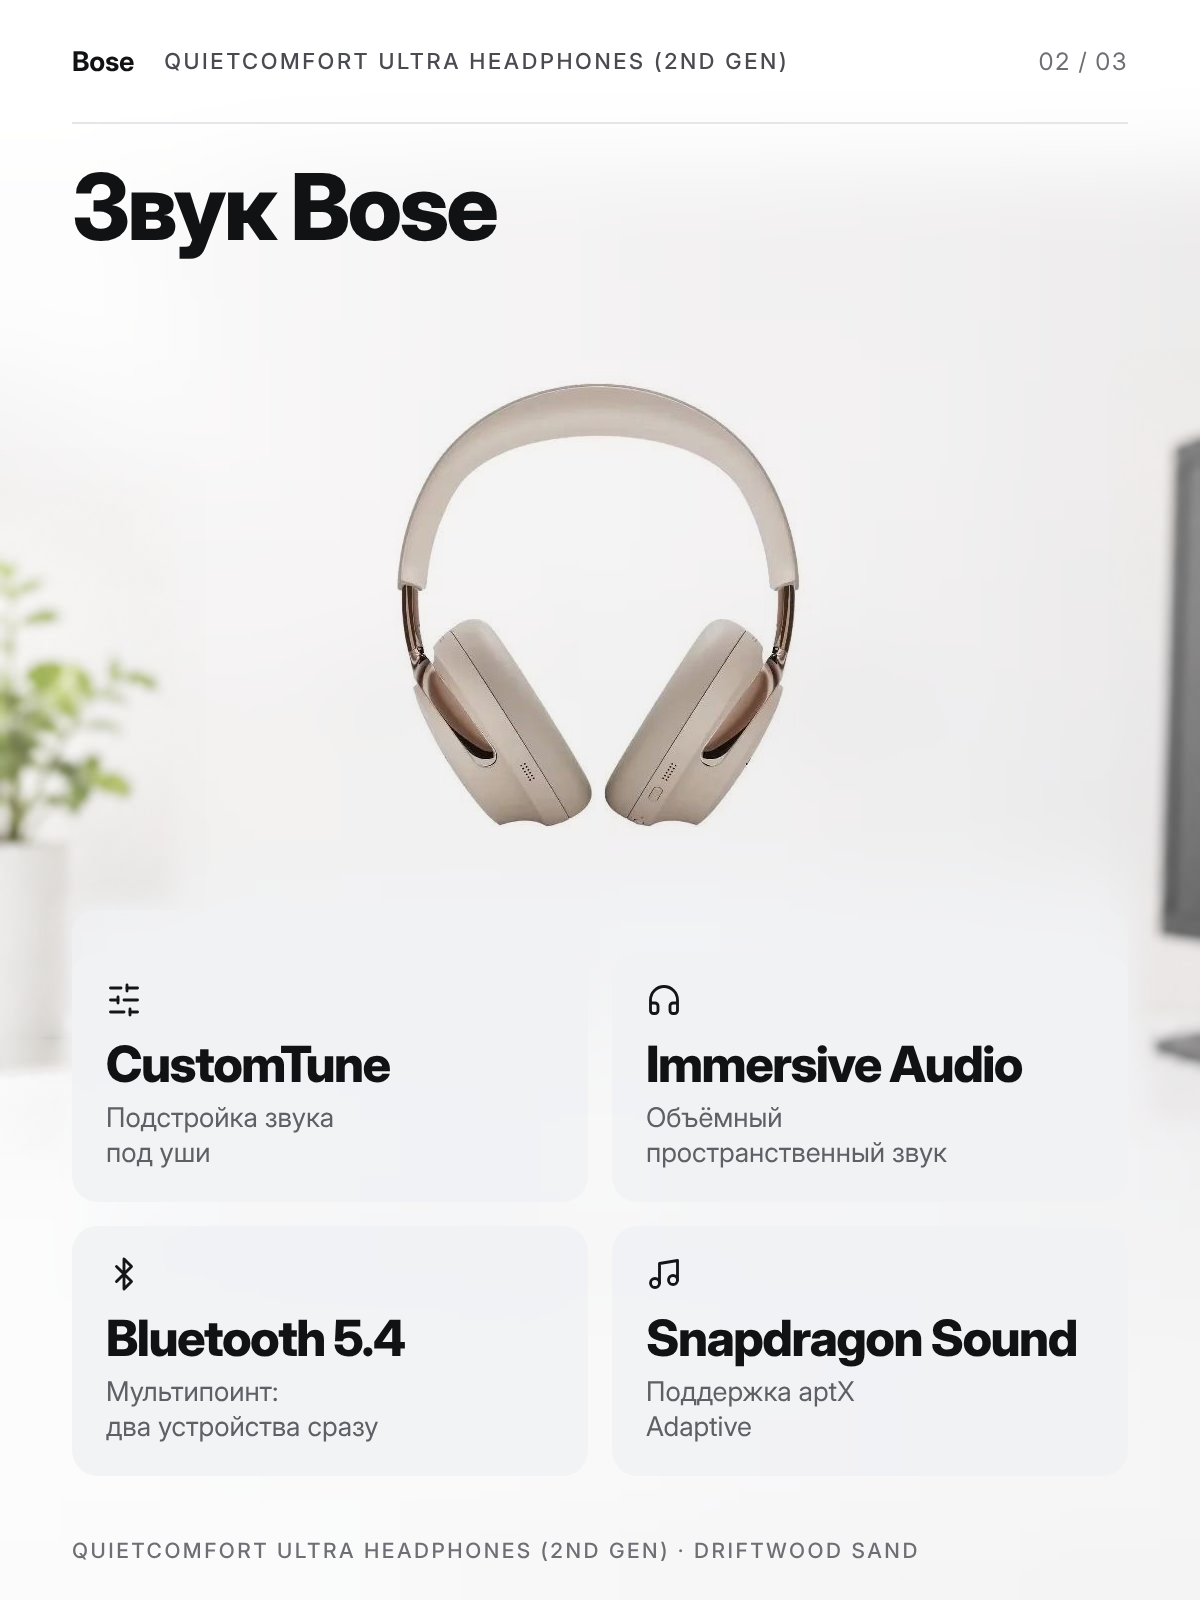 Bose QUIETCOMFORT ULTRA HEADPHONES (2ND GEN) 02 / 03
Звук Bose
CustomTune
Подстройка звука
под уши
Immersive Audio
Объёмный
пространственный звук
Bluetooth 5.4
Мультипоинт:
два устройства сразу
Snapdragon Sound
Поддержка aptX
Adaptive
QUIETCOMFORT ULTRA HEADPHONES (2ND GEN) · DRIFTWOOD SAND